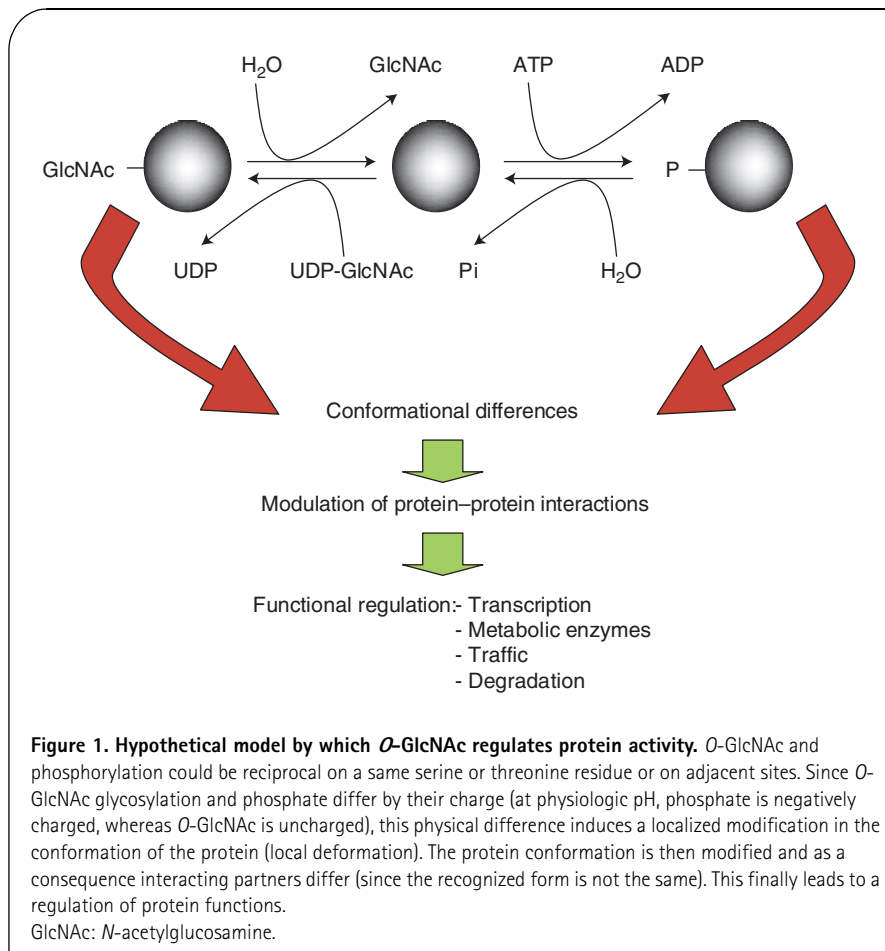 H₂O GlcNAc ATP ADP
GlcNAc P
UDP UDP-GlcNAc Pi H₂O
Conformational differences
Modulation of protein–protein interactions
Functional regulation:- Transcription
- Metabolic enzymes
- Traffic
- Degradation
Figure 1. Hypothetical model by which O-GlcNAc regulates protein activity. O-GlcNAc and
phosphorylation could be reciprocal on a same serine or threonine residue or on adjacent sites. Since O-
GlcNAc glycosylation and phosphate differ by their charge (at physiologic pH, phosphate is negatively
charged, whereas O-GlcNAc is uncharged), this physical difference induces a localized modification in the
conformation of the protein (local deformation). The protein conformation is then modified and as a
consequence interacting partners differ (since the recognized form is not the same). This finally leads to a
regulation of protein functions.
GlcNAc: N-acetylglucosamine.